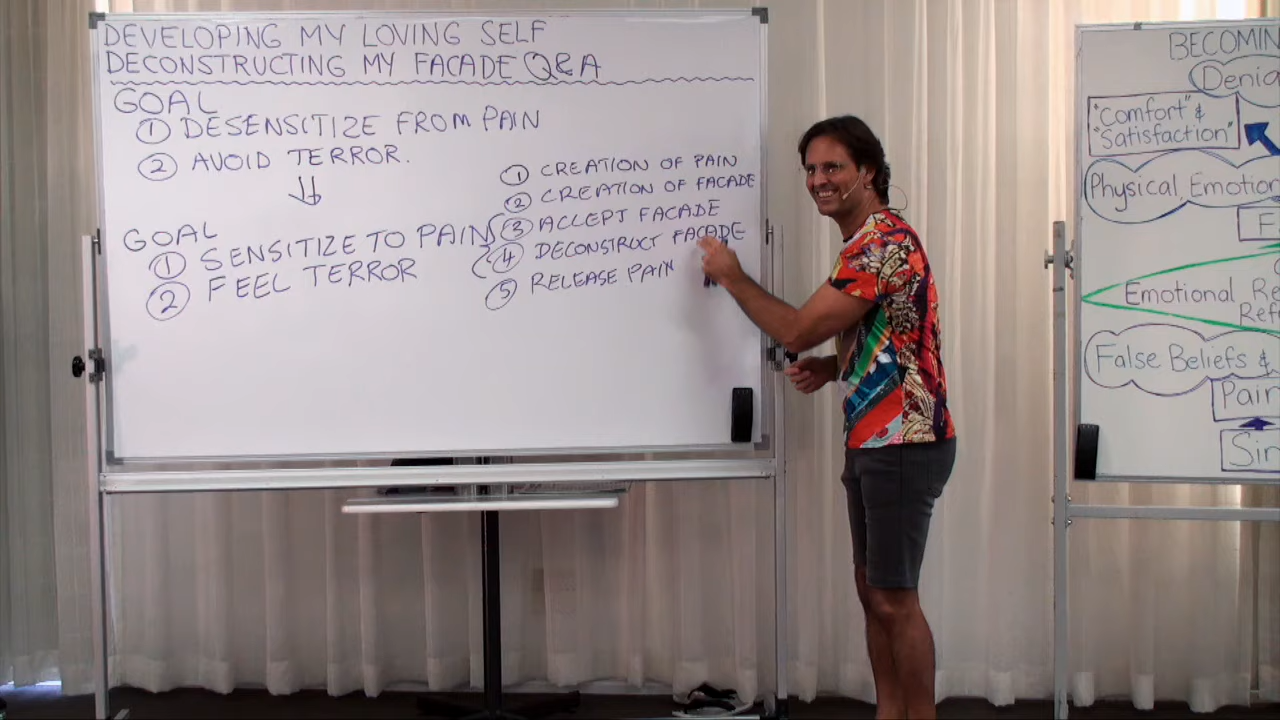 DEVELOPING MY LOVING SELF
DECONSTRUCTING MY FACADE Q&A
GOAL
① DESENSITIZE FROM PAIN
② AVOID TERROR.
GOAL
① SENSITIZE TO PAIN
② FEEL TERROR
① CREATION OF PAIN
② CREATION OF FACADE
③ ACCEPT FACADE
④ DECONSTRUCT FACADE
⑤ RELEASE PAIN
BECOMIN
Denia
"Comfort" &
"Satisfaction"
Physical, Emotion
Emotional Re
Refr
False Beliefs &
Pain
Sin